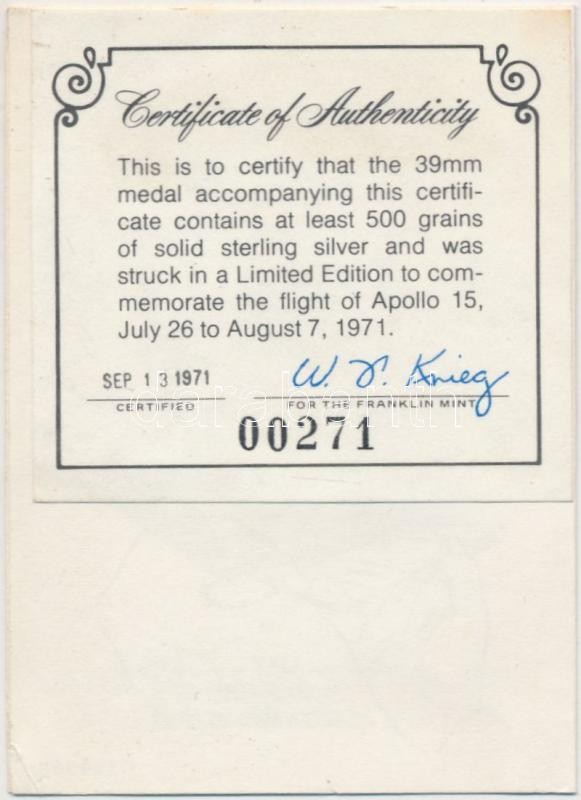 Certificate of Authenticity
This is to certify that the 39mm
medal accompanying this certifi-
cate contains at least 500 grains
of solid sterling silver and was
struck in a Limited Edition to com-
memorate the flight of Apollo 15,
July 26 to August 7, 1971.
SEP 13 1971 W. F. Krieg
CERTIFIED FOR THE FRANKLIN MINT
darabanth
00271